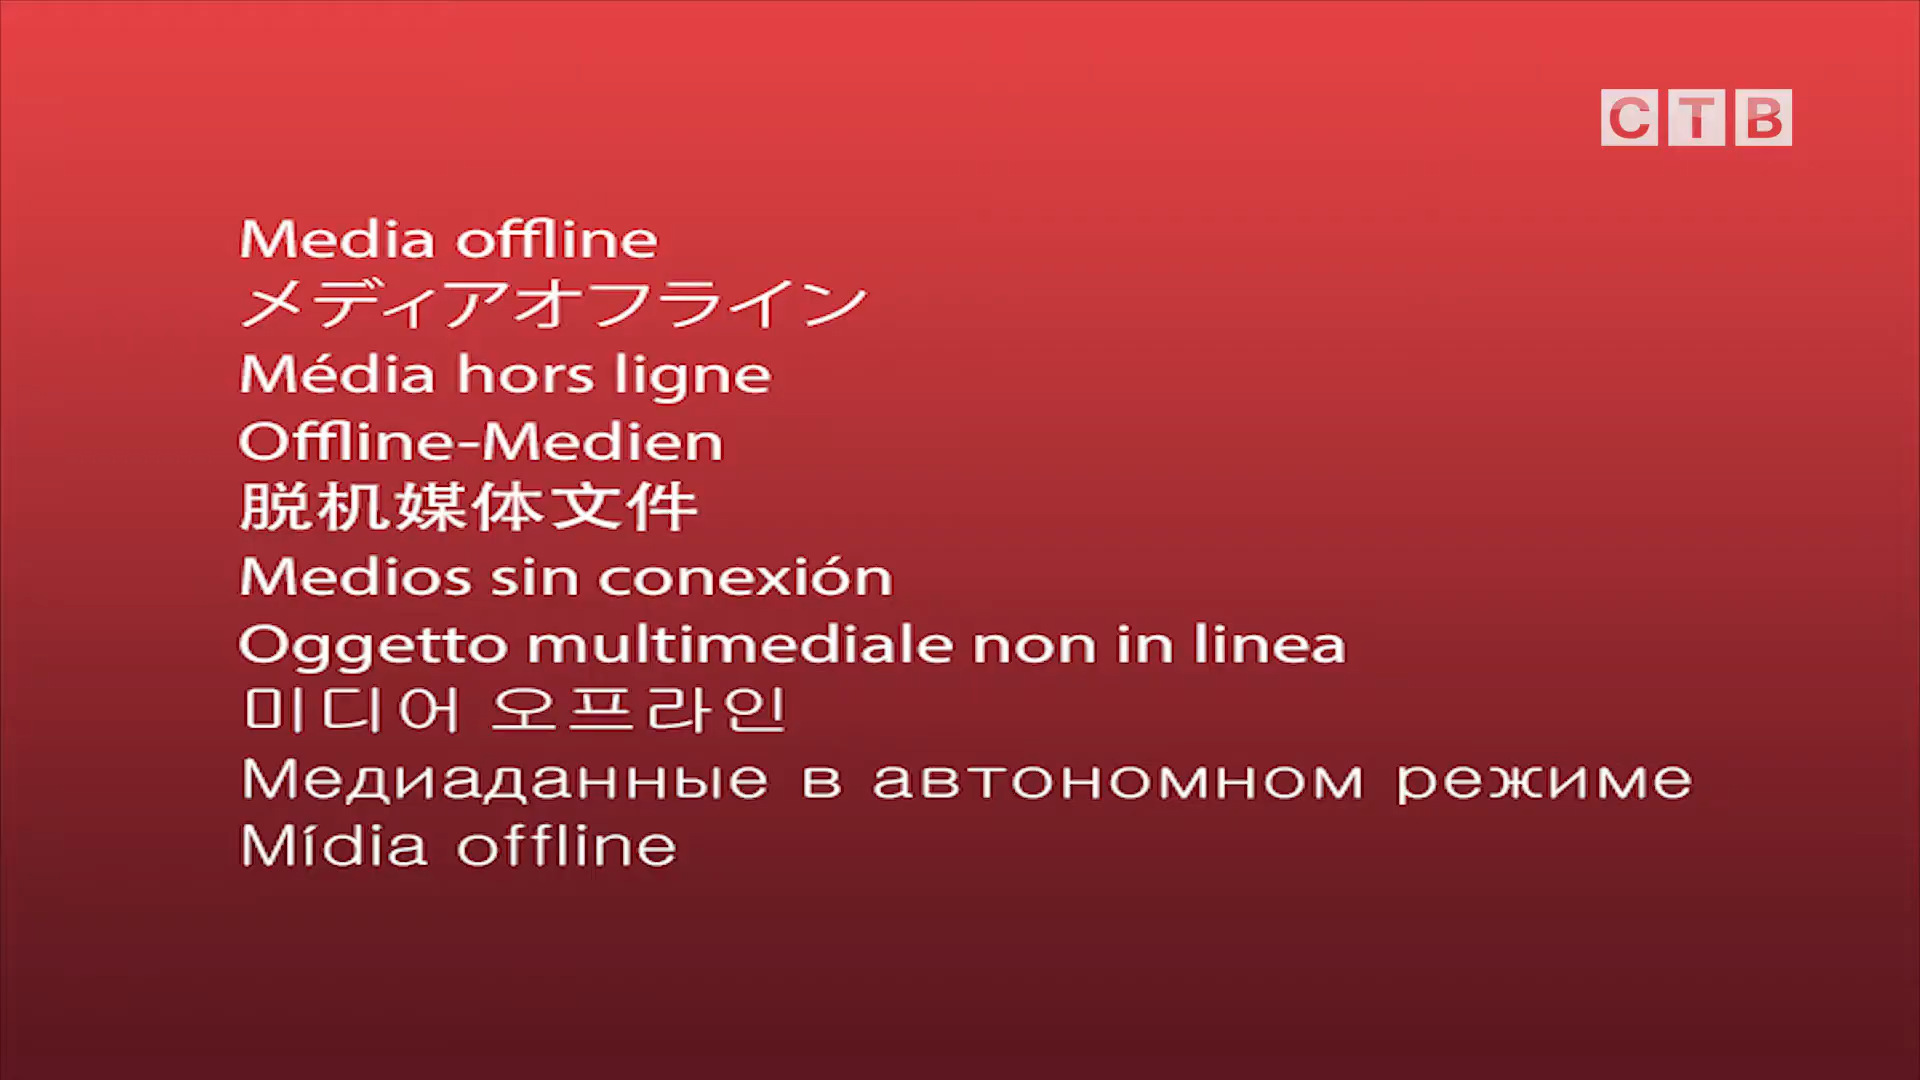 СТВ
Media offline
メディアオフライン
Média hors ligne
Offline-Medien
脱机媒体文件
Medios sin conexión
Oggetto multimediale non in linea
미디어 오프라인
Медиаданные в автономном режиме
Mídia offline